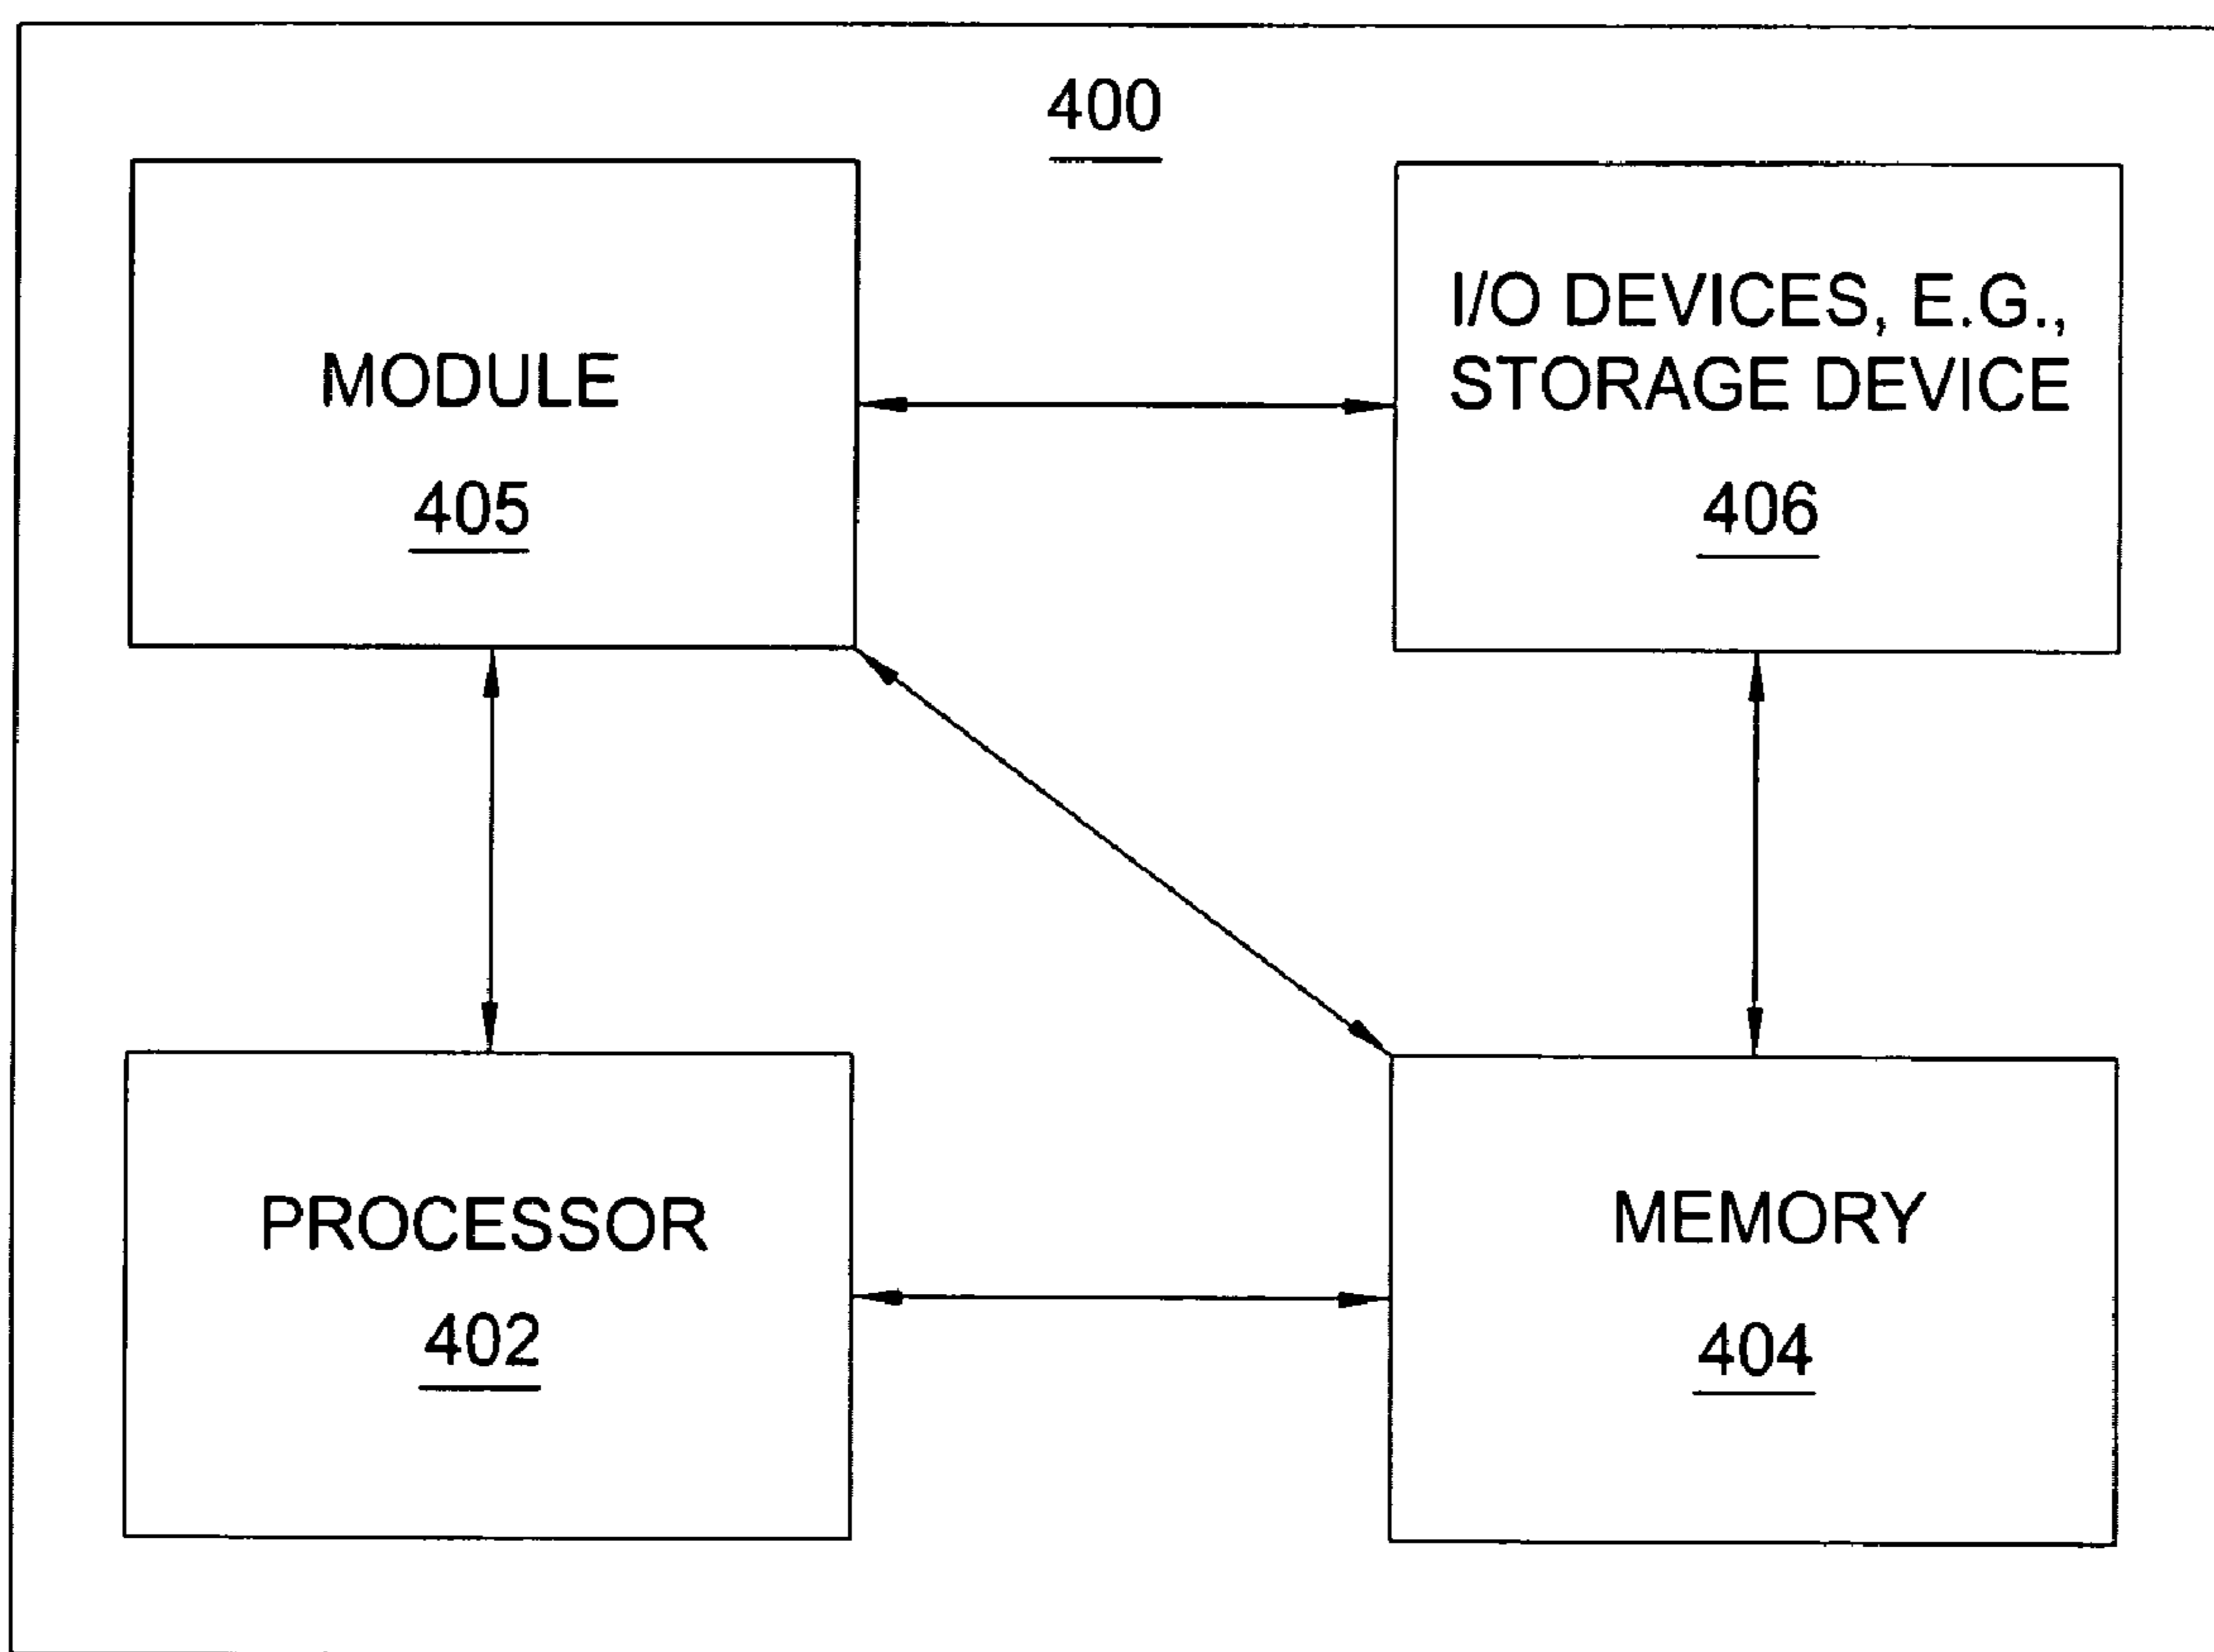 400
MODULE
405
I/O DEVICES, E.G.,
STORAGE DEVICE
406
PROCESSOR
402
MEMORY
404